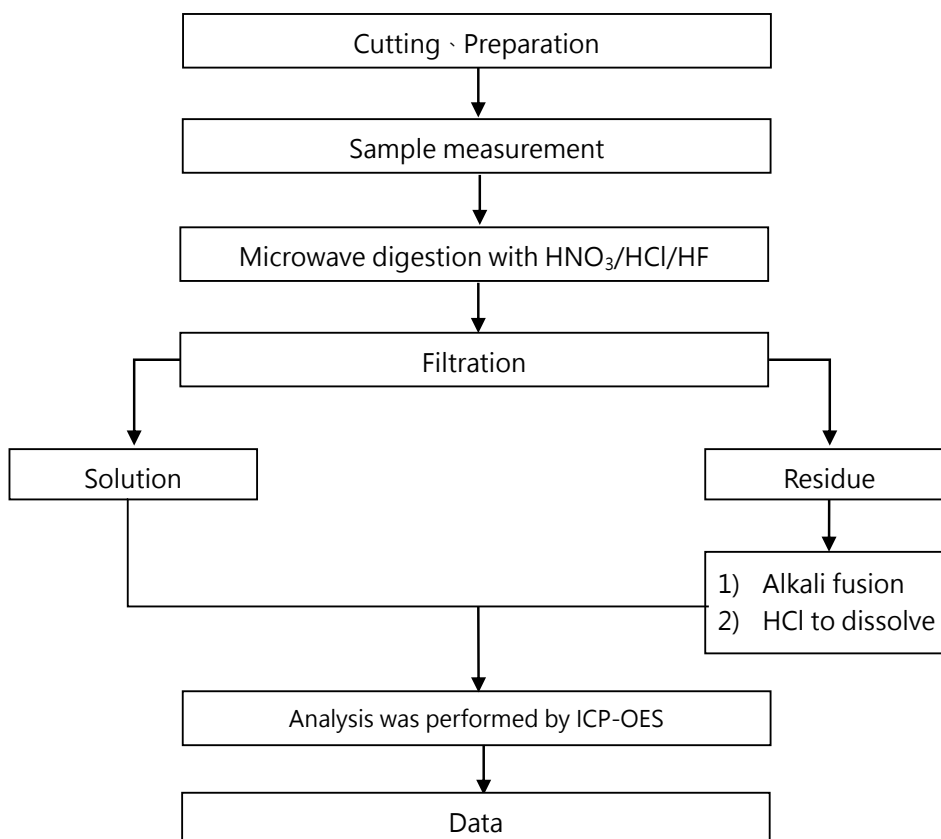 Cutting、Preparation
Sample measurement
Microwave digestion with HNO₃/HCl/HF
Filtration
Solution
Residue
1) Alkali fusion
2) HCl to dissolve
Analysis was performed by ICP-OES
Data